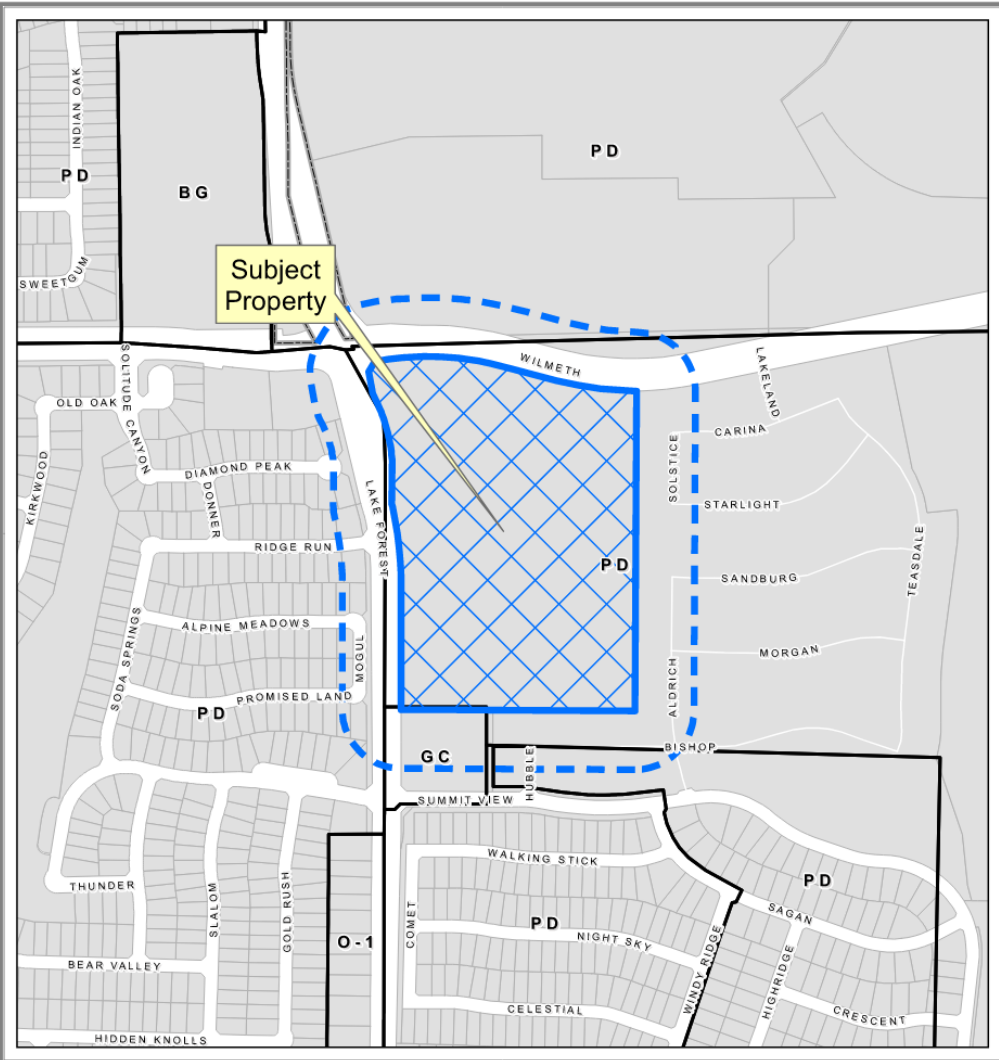 INDIAN OAK
PD
BG
PD
SWEETGUM
Subject
Property
WILMETH
SOLITUDE CANYON
OLD OAK
LAKELAND
CARINA
DIAMOND PEAK
KIRKWOOD
DONNER
LAKE FOREST
SOLSTICE
STARLIGHT
RIDGE RUN
PD
SANDBURG
TEASDALE
ALPINE MEADOWS
SODA SPRINGS
MOGUL
MORGAN
PROMISED LAND
PD
ALDRICH
BISHOP
GC
HUBBLE
SUMMIT VIEW
WALKING STICK
THUNDER
SLALOM
GOLD RUSH
PD
SAGAN
COMET
PD
O-1
NIGHT SKY
WINDY RIDGE
HIGHRIDGE
BEAR VALLEY
CELESTIAL
CRESCENT
HIDDEN KNOLLS